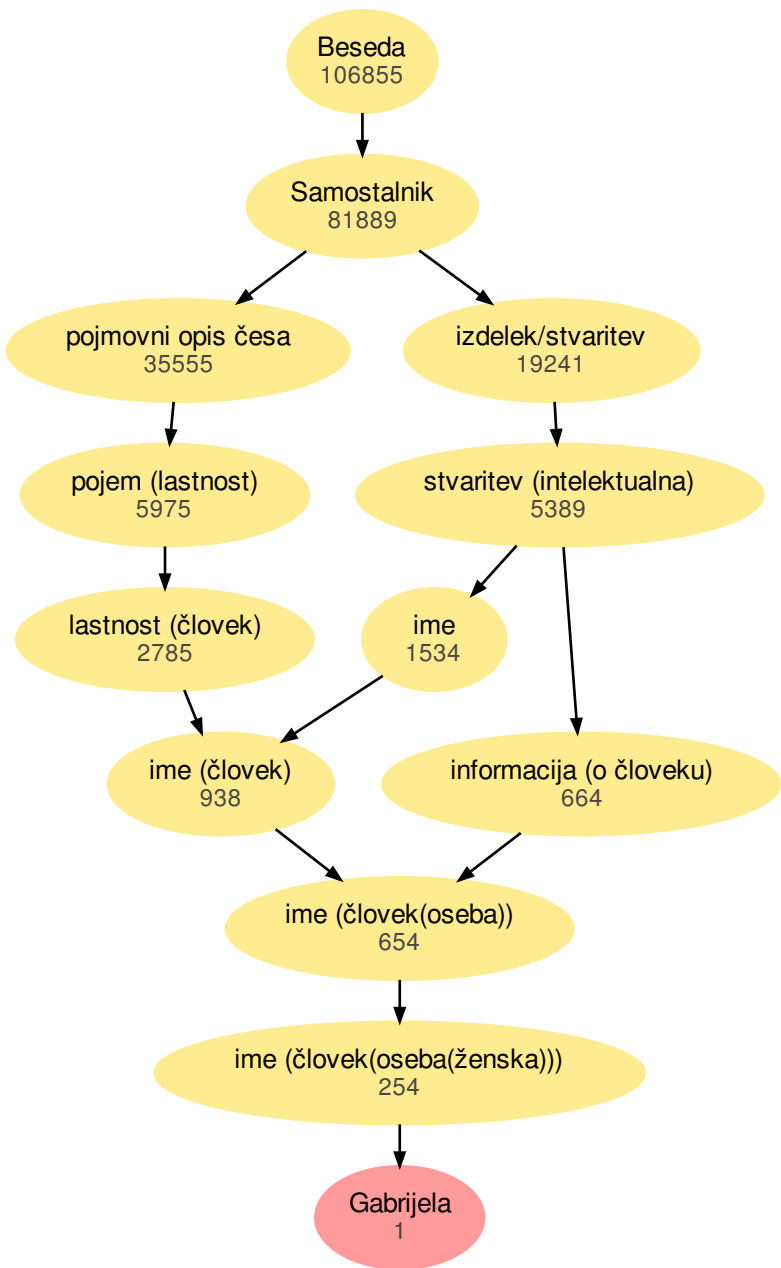 Beseda
106855
Samostalnik
81889
pojmovni opis česa
35555
izdelek/stvaritev
19241
pojem (lastnost)
5975
stvaritev (intelektualna)
5389
lastnost (človek)
2785
ime
1534
ime (človek)
938
informacija (o človeku)
664
ime (človek(oseba))
654
ime (človek(oseba(ženska)))
254
Gabrijela
1